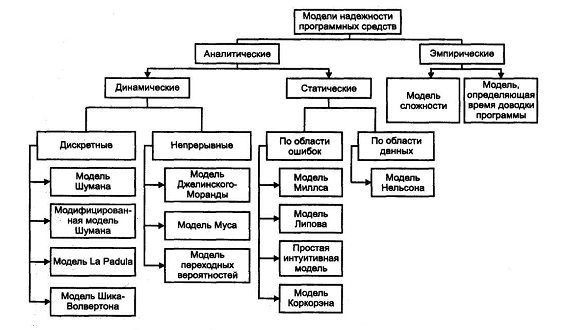 Модели надежности
программных средств
Аналитические
Эмпирические
Динамические
Статические
Модель
сложности
Модель,
определяющая
время доводки
программы
Дискретные
Непрерывные
По области
ошибок
По области
данных
Модель
Шумана
Модифицирован-
ная модель
Шумана
Модель La Padula
Модель Шика-
Волвертона
Модель
Джелинского-
Моранды
Модель Муса
Модель
переходных
вероятностей
Модель
Миллса
Модель
Липова
Простая
интуитивная
модель
Модель
Коркорэна
Модель
Нельсона